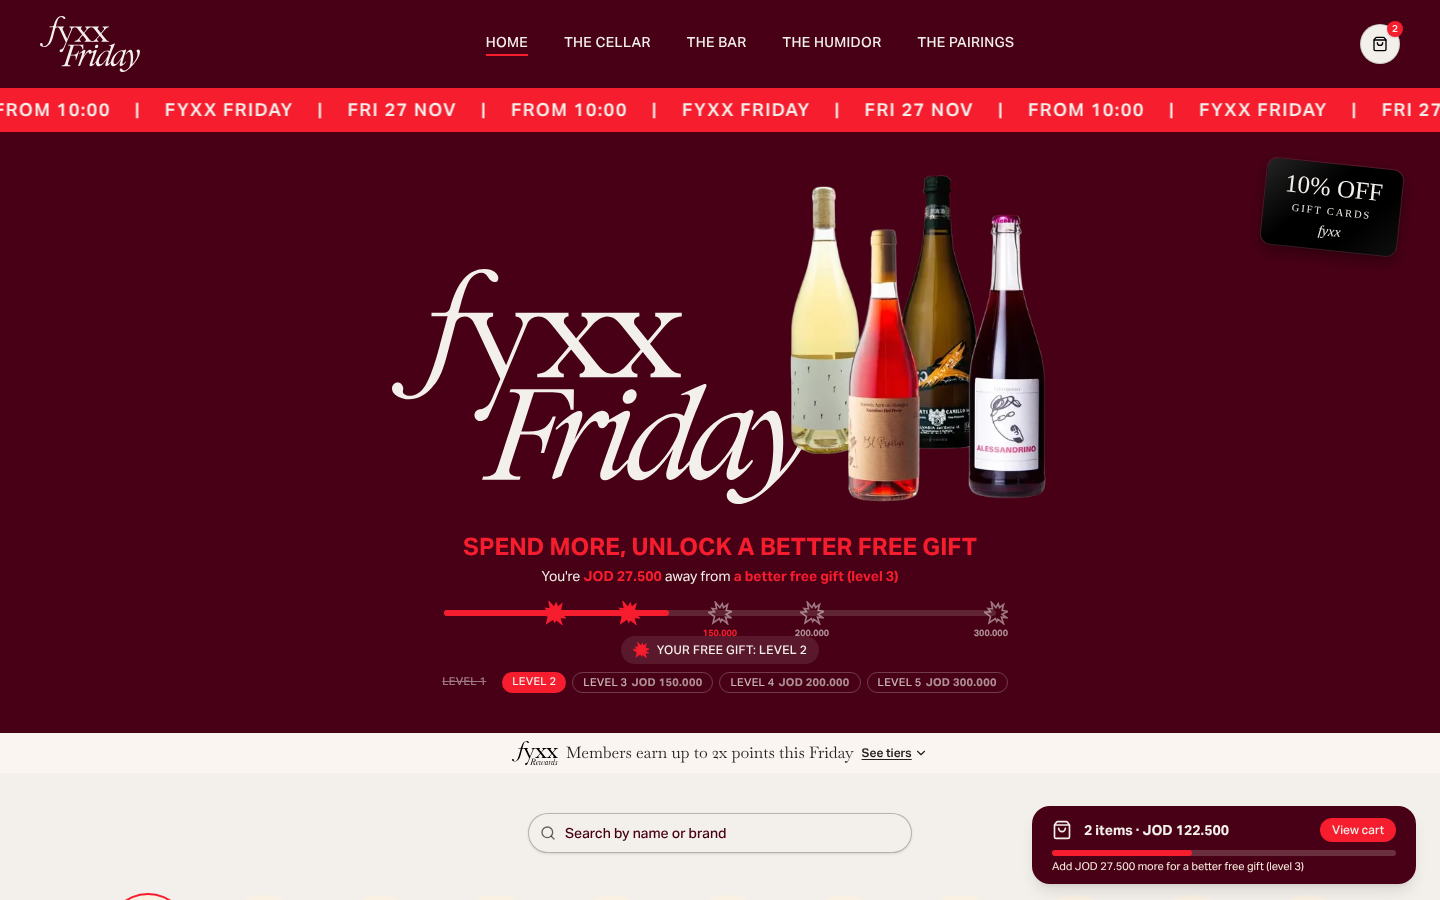 fyxx
Friday
HOME
THE CELLAR
THE BAR
THE HUMIDOR
THE PAIRINGS
2
FROM 10:00 | FYXX FRIDAY | FRI 27 NOV | FROM 10:00 | FYXX FRIDAY | FRI 27 NOV | FROM 10:00 | FYXX FRIDAY | FRI 27
10% OFF
GIFT CARDS
fyxx
fyxx
Friday
ALESSANDRINO
SPEND MORE, UNLOCK A BETTER FREE GIFT
You're JOD 27.500 away from a better free gift (level 3)
150.000
200.000
300.000
YOUR FREE GIFT: LEVEL 2
LEVEL 1
LEVEL 2
LEVEL 3 JOD 150.000
LEVEL 4 JOD 200.000
LEVEL 5 JOD 300.000
fyxx
Rewards
Members earn up to 2x points this Friday See tiers
Search by name or brand
2 items · JOD 122.500
View cart
Add JOD 27.500 more for a better free gift (level 3)